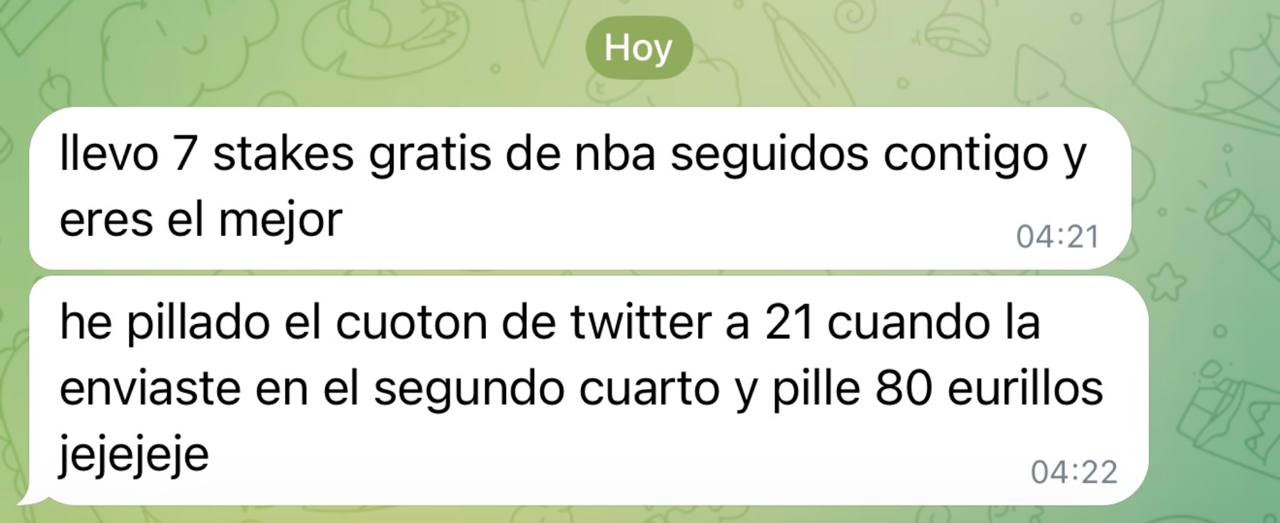 Hoy
llevo 7 stakes gratis de nba seguidos contigo y
eres el mejor
04:21
he pillado el cuoton de twitter a 21 cuando la
enviaste en el segundo cuarto y pille 80 eurillos
jejejeje
04:22